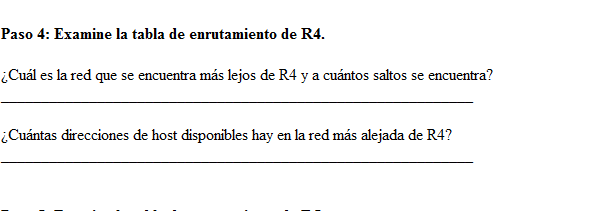 Paso 4: Examine la tabla de enrutamiento de R4.
¿Cuál es la red que se encuentra más lejos de R4 y a cuántos saltos se encuentra?
¿Cuántas direcciones de host disponibles hay en la red más alejada de R4?